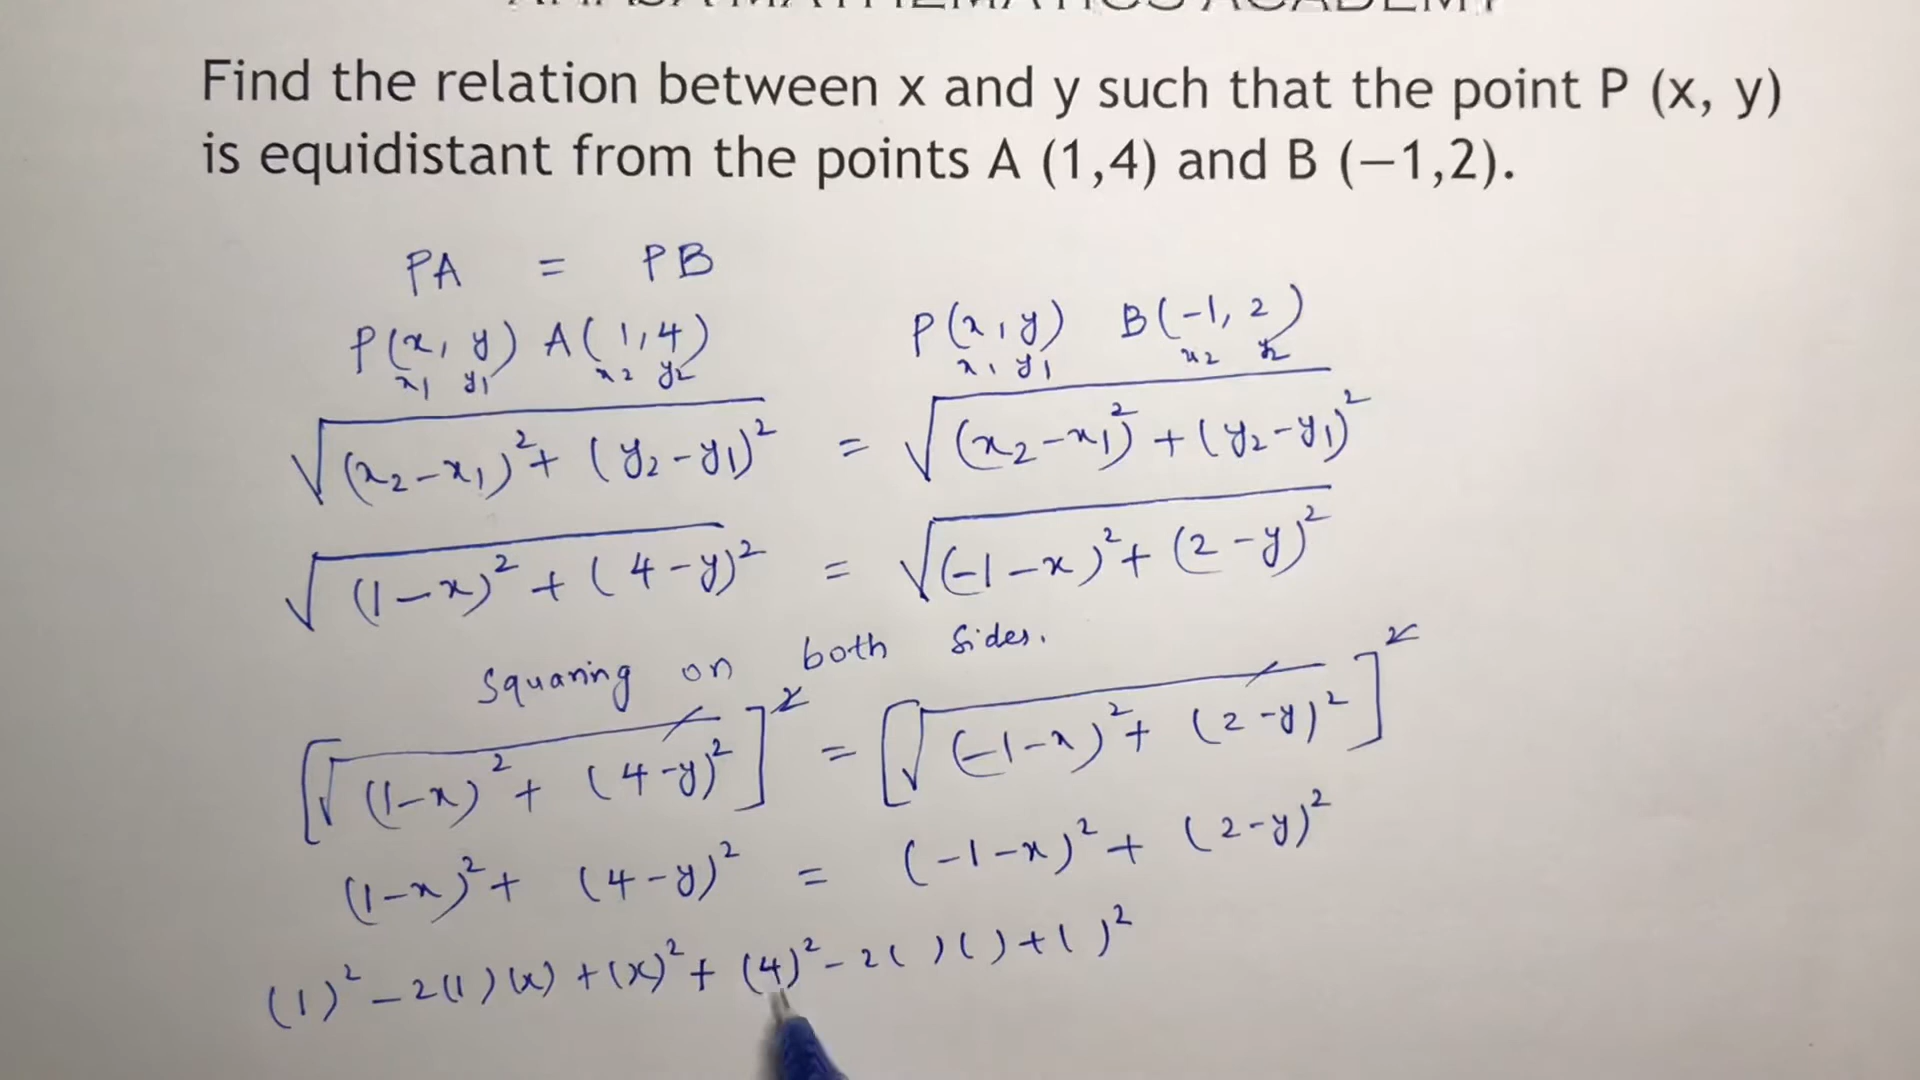 Find the relation between x and y such that the point P (x, y)
is equidistant from the points A (1,4) and B (−1,2).
PA = PB
P(x, y) A(1,4) P(x,y) B(-1, 2)
x₁ y₁ x₂ y₂ x₁ y₁ x₂ y₂
√((x₂-x₁)²+(y₂-y₁)²) = √((x₂-x₁)²+(y₂-y₁)²)
√((1-x)²+(4-y)²) = √((-1-x)²+(2-y)²)
Squaring on both sides.
[√((1-x)²+(4-y)²)]² = [√((-1-x)²+(2-y)²)]²
(1-x)²+(4-y)² = (-1-x)²+(2-y)²
(1)²-2(1)(x)+(x)²+(4)²-2( )( )+( )²